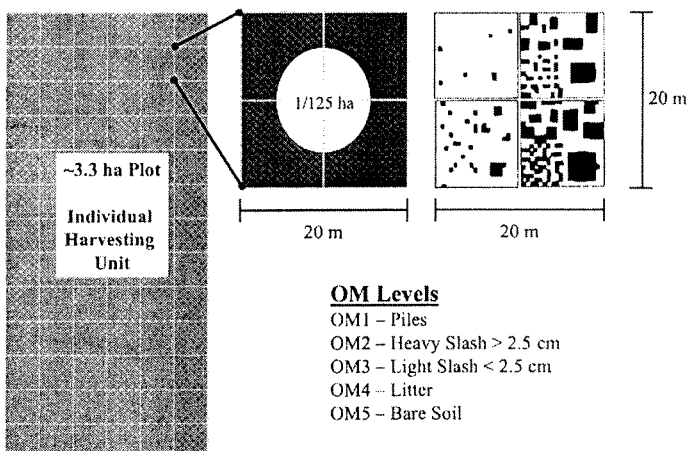 1/125 ha
20 m
20 m
20 m
~3.3 ha Plot
Individual
Harvesting
Unit
OM Levels
OM1 – Piles
OM2 – Heavy Slash > 2.5 cm
OM3 – Light Slash < 2.5 cm
OM4 – Litter
OM5 – Bare Soil